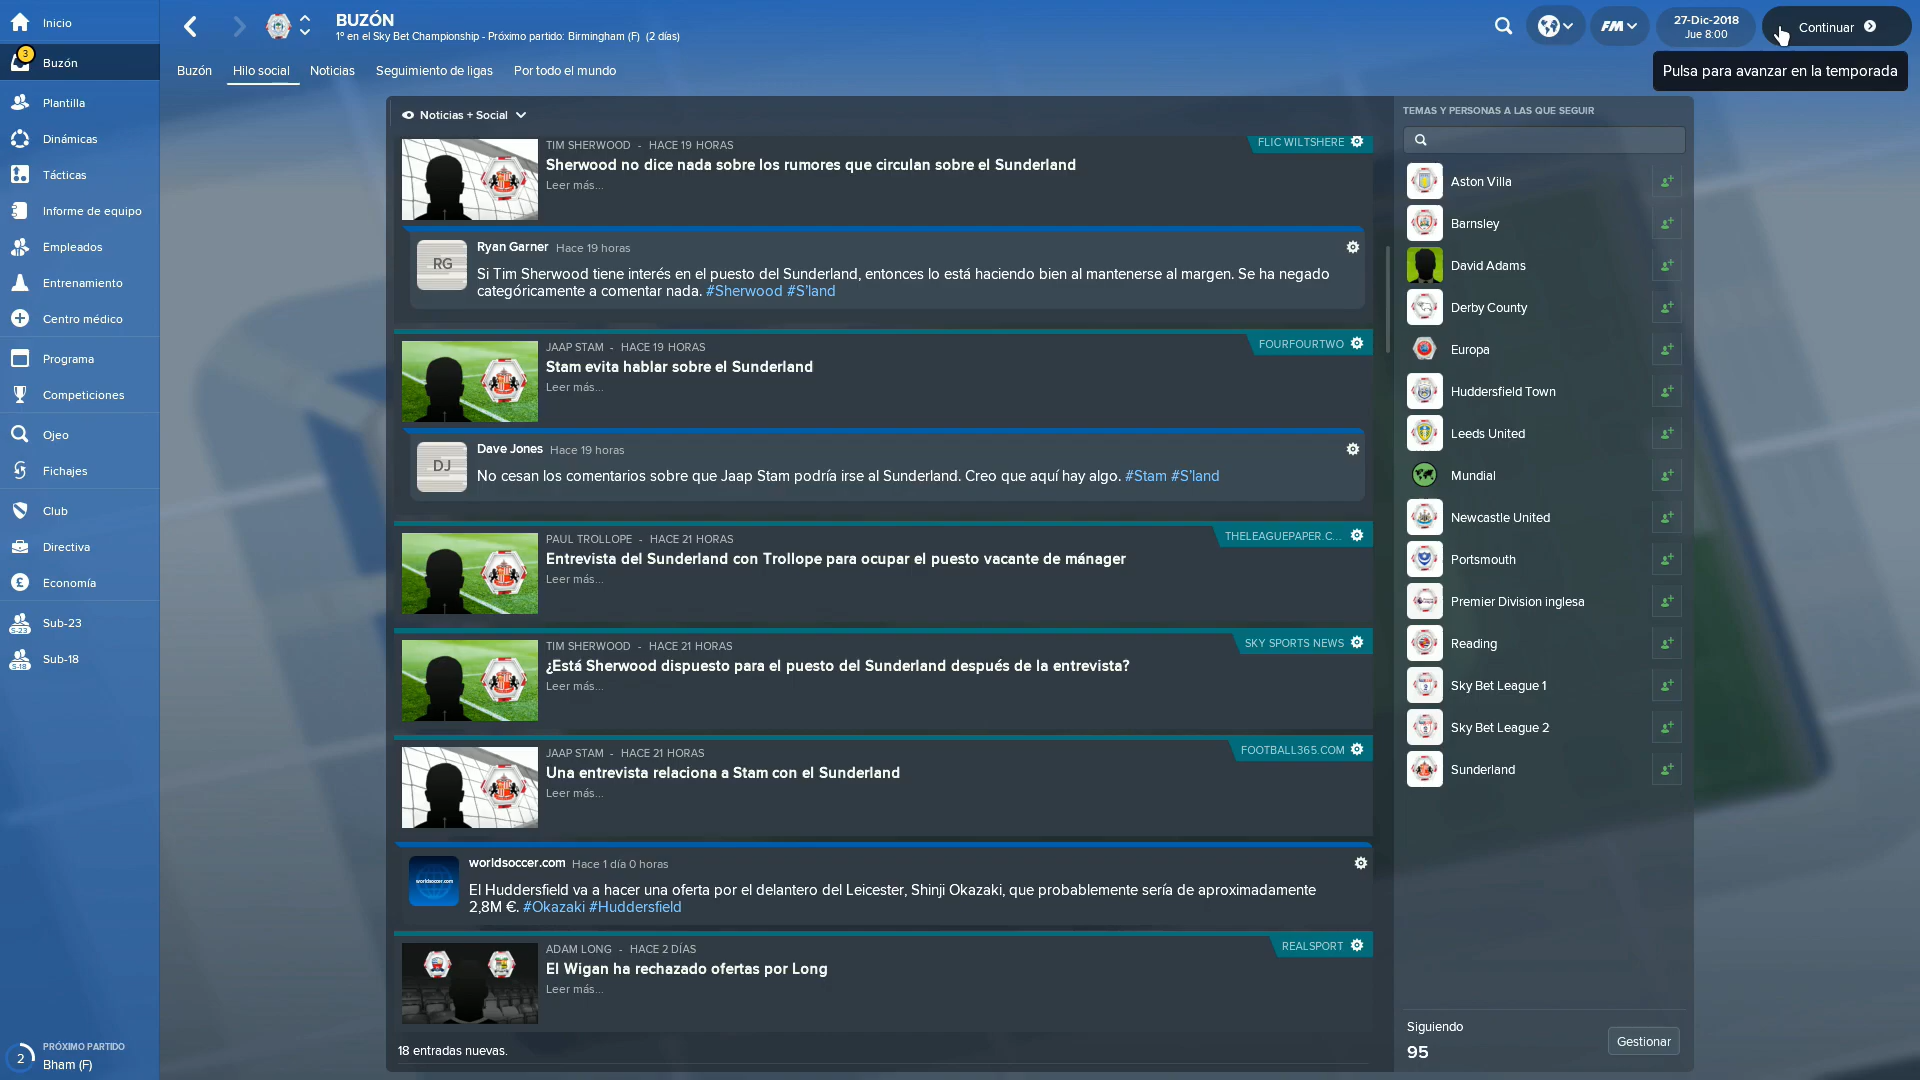 Inicio
3
Buzón
Plantilla
Dinámicas
Tácticas
Informe de equipo
Empleados
Entrenamiento
Centro médico
Programa
Competiciones
Ojeo
Fichajes
Club
Directiva
Economía
S-23
Sub-23
S-18
Sub-18
2
PRÓXIMO PARTIDO
Bham (F)
BUZÓN
1º en el Sky Bet Championship - Próximo partido: Birmingham (F) (2 días)
FM
27-Dic-2018
Jue 8:00
Continuar
Pulsa para avanzar en la temporada
Buzón
Hilo social
Noticias
Seguimiento de ligas
Por todo el mundo
Noticias + Social
TIM SHERWOOD - HACE 19 HORAS
FLIC WILTSHERE
Sherwood no dice nada sobre los rumores que circulan sobre el Sunderland
Leer más...
RG
Ryan Garner Hace 19 horas
Si Tim Sherwood tiene interés en el puesto del Sunderland, entonces lo está haciendo bien al mantenerse al margen. Se ha negado
categóricamente a comentar nada. #Sherwood #S'land
JAAP STAM - HACE 19 HORAS
FOURFOURTWO
Stam evita hablar sobre el Sunderland
Leer más...
DJ
Dave Jones Hace 19 horas
No cesan los comentarios sobre que Jaap Stam podría irse al Sunderland. Creo que aquí hay algo. #Stam #S'land
PAUL TROLLOPE - HACE 21 HORAS
THELEAGUEPAPER.C...
Entrevista del Sunderland con Trollope para ocupar el puesto vacante de mánager
Leer más...
TIM SHERWOOD - HACE 21 HORAS
SKY SPORTS NEWS
¿Está Sherwood dispuesto para el puesto del Sunderland después de la entrevista?
Leer más...
JAAP STAM - HACE 21 HORAS
FOOTBALL365.COM
Una entrevista relaciona a Stam con el Sunderland
Leer más...
worldsoccer.com
worldsoccer.com Hace 1 día 0 horas
El Huddersfield va a hacer una oferta por el delantero del Leicester, Shinji Okazaki, que probablemente sería de aproximadamente
2,8M €. #Okazaki #Huddersfield
ADAM LONG - HACE 2 DÍAS
REALSPORT
El Wigan ha rechazado ofertas por Long
Leer más...
18 entradas nuevas.
TEMAS Y PERSONAS A LAS QUE SEGUIR
Aston Villa
Barnsley
David Adams
Derby County
Europa
Huddersfield Town
Leeds United
Mundial
Newcastle United
Portsmouth
Premier Division inglesa
Reading
Sky Bet League 1
Sky Bet League 2
Sunderland
Siguiendo
95
Gestionar